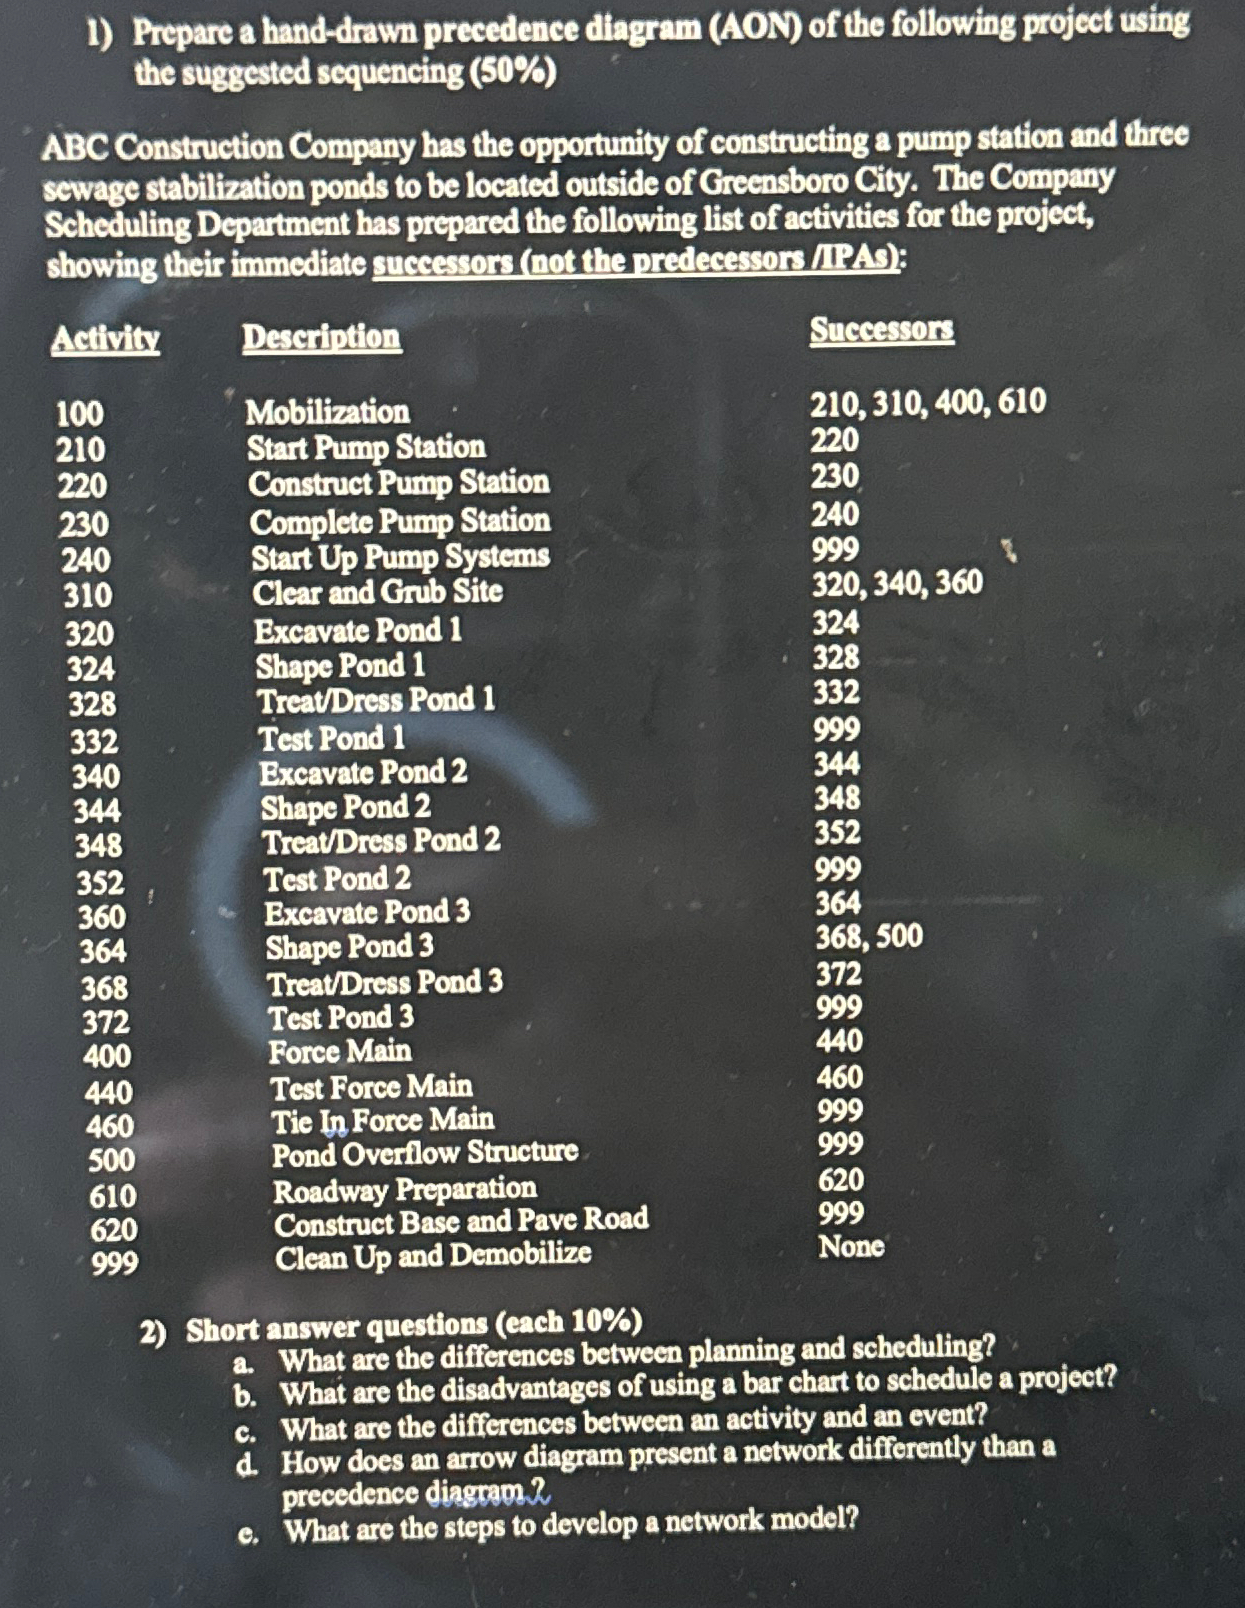 1) Prepare a hand-drawn precedence diagram (AON) of the following project using
the suggested sequencing (50%)
ABC Construction Company has the opportunity of constructing a pump station and three
sewage stabilization ponds to be located outside of Greensboro City. The Company
Scheduling Department has prepared the following list of activities for the project,
showing their immediate successors (not the predecessors /IPAs):
Activity Description Successors
100 Mobilization 210, 310, 400, 610
210 Start Pump Station 220
220 Construct Pump Station 230
230 Complete Pump Station 240
240 Start Up Pump Systems 999
310 Clear and Grub Site 320, 340, 360
320 Excavate Pond 1 324
324 Shape Pond 1 328
328 Treat/Dress Pond 1 332
332 Test Pond 1 999
340 Excavate Pond 2 344
344 Shape Pond 2 348
348 Treat/Dress Pond 2 352
352 Test Pond 2 999
360 Excavate Pond 3 364
364 Shape Pond 3 368, 500
368 Treat/Dress Pond 3 372
372 Test Pond 3 999
400 Force Main 440
440 Test Force Main 460
460 Tie In Force Main 999
500 Pond Overflow Structure 999
610 Roadway Preparation 620
620 Construct Base and Pave Road 999
999 Clean Up and Demobilize None
2) Short answer questions (each 10%)
a. What are the differences between planning and scheduling?
b. What are the disadvantages of using a bar chart to schedule a project?
c. What are the differences between an activity and an event?
d. How does an arrow diagram present a network differently than a
precedence diagram ?
e. What are the steps to develop a network model?